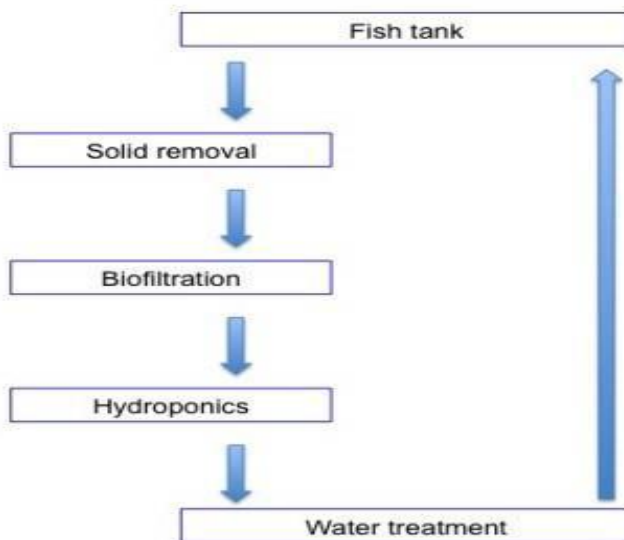 Fish tank
Solid removal
Biofiltration
Hydroponics
Water treatment